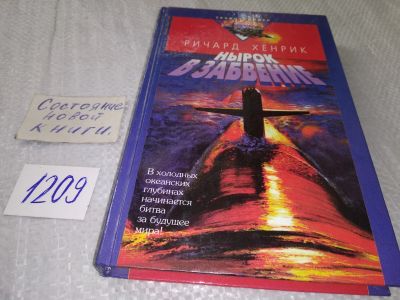 РИЧАРД ХЕНРИК
НЫРОК
В ЗАБВЕНИЕ
В холодных
океанских
глубинах
начинается
битва
за будущее
мира!
Состояние
новой
книги.
1209